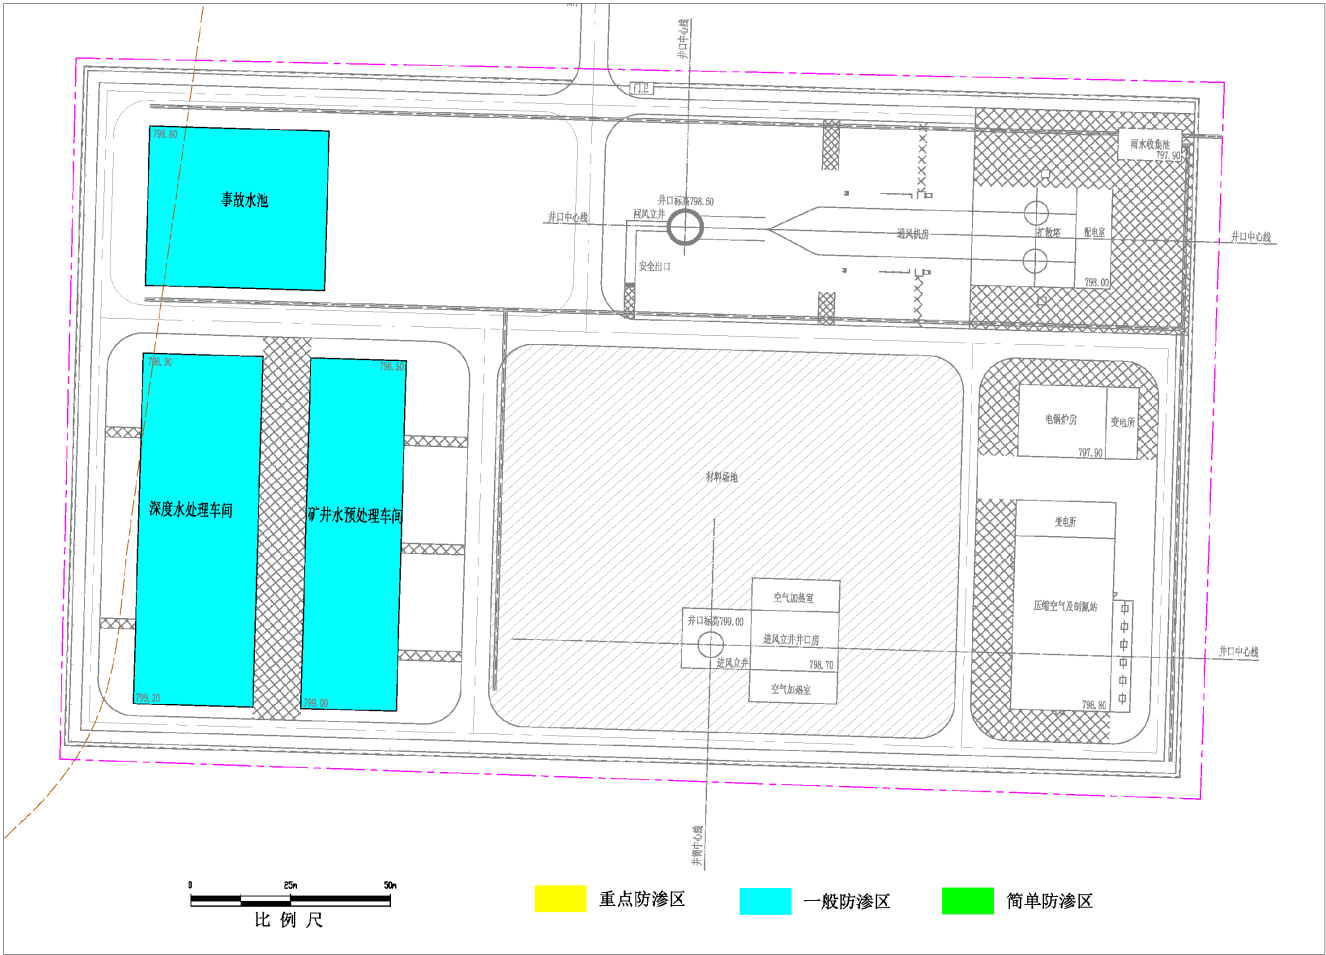 井口中心线
门卫
798.80
雨水收集池
797.90
事故水池
井口标高798.50
回风立井
井口中心线
通风机房
扩散塔
配电室
井口中心线
安全出口
798.00
798.90
798.60
电锅炉房
变电所
797.90
材料场地
深度水处理车间
矿井水预处理车间
变电所
空气加热室
压缩空气及制氮站
井口标高799.00
进风立井井口房
井口中心线
进风立井
798.70
空气加热室
799.30
799.00
798.80
井筒中心线
0 25m 50m
比例尺
重点防渗区
一般防渗区
简单防渗区